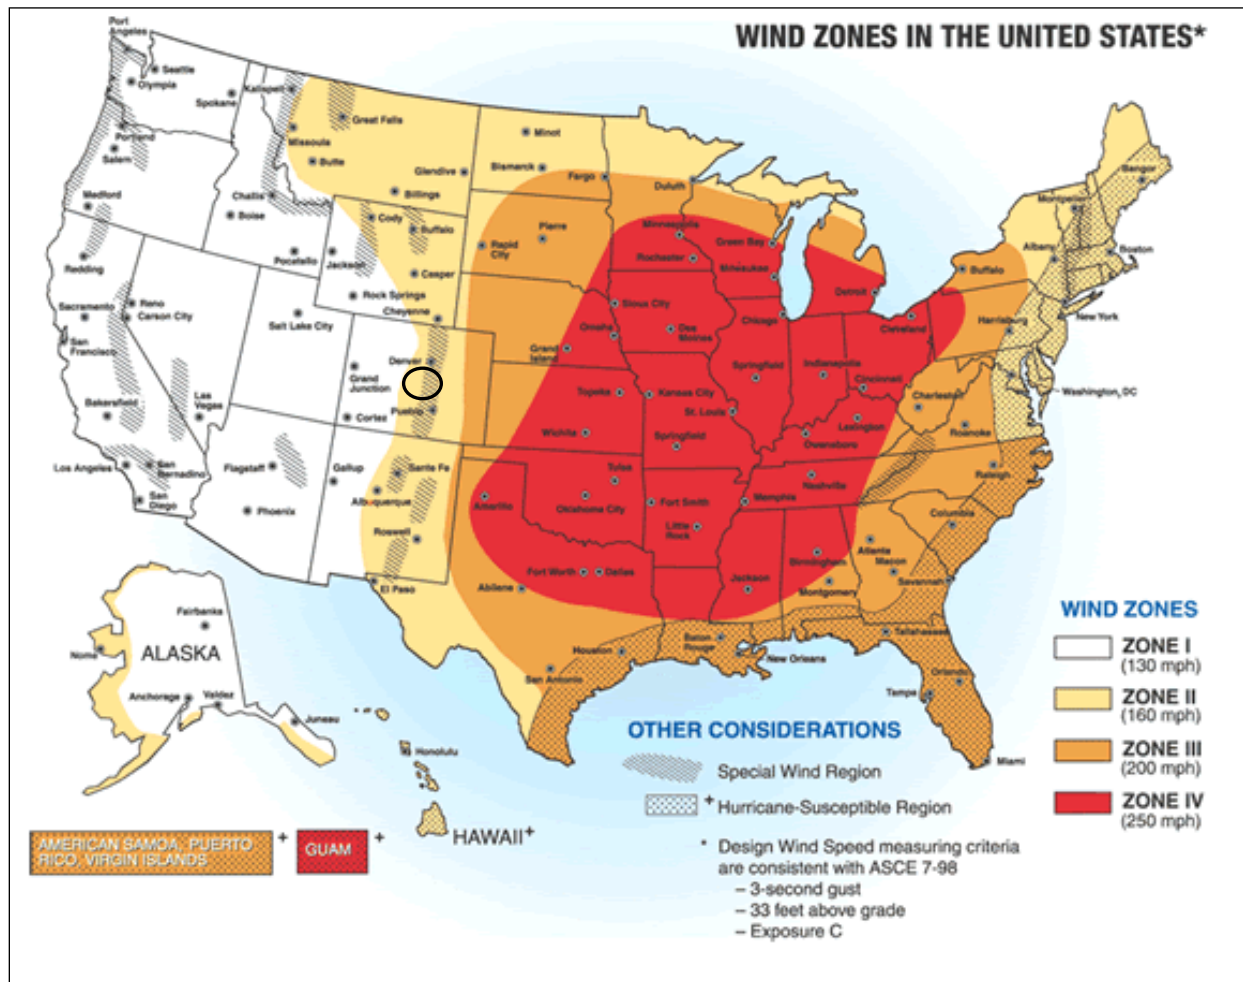 WIND ZONES IN THE UNITED STATES*
Port
Angeles
Seattle
Olympia
Spokane
Kalispell
Portland
Salem
Medford
Redding
Missoula
Great Falls
Butte
Glendive
Billings
Challis
Boise
Pocatello
Cody
Buffalo
Jackson
Casper
Rock Springs
Cheyenne
Minot
Bismarck
Fargo
Duluth
Pierre
Rapid
City
Minneapolis
Rochester
Green Bay
Milwaukee
Detroit
Chicago
Cleveland
Buffalo
Albany
Montpelier
Bangor
Boston
New York
Harrisburg
Washington, DC
Sacramento
San
Francisco
Reno
Carson City
Salt Lake City
Bakersfield
Las
Vegas
Los Angeles
San
Bernadino
San
Diego
Denver
Grand
Junction
Pueblo
Cortez
Flagstaff
Phoenix
Gallup
Sante Fe
Albuquerque
Roswell
El Paso
Sioux City
Omaha
Des
Moines
Grand
Island
Topeka
Kansas City
Wichita
Springfield
St. Louis
Springfield
Indianapolis
Cincinnati
Lexington
Owensboro
Charleston
Roanoke
Raleigh
Nashville
Memphis
Tulsa
Oklahoma City
Fort Smith
Little
Rock
Amarillo
Fort Worth
Dallas
Abilene
Jackson
Birmingham
Montgomery
Atlanta
Macon
Columbia
Savannah
Tallahassee
Orlando
Tampa
Miami
Baton
Rouge
New Orleans
Houston
San Antonio
Fairbanks
Nome
ALASKA
Anchorage
Valdez
Juneau
Honolulu
HAWAII+
AMERICAN SAMOA, PUERTO
RICO, VIRGIN ISLANDS
+
GUAM
+
OTHER CONSIDERATIONS
Special Wind Region
+ Hurricane-Susceptible Region
* Design Wind Speed measuring criteria
are consistent with ASCE 7-98
– 3-second gust
– 33 feet above grade
– Exposure C
WIND ZONES
ZONE I
(130 mph)
ZONE II
(160 mph)
ZONE III
(200 mph)
ZONE IV
(250 mph)